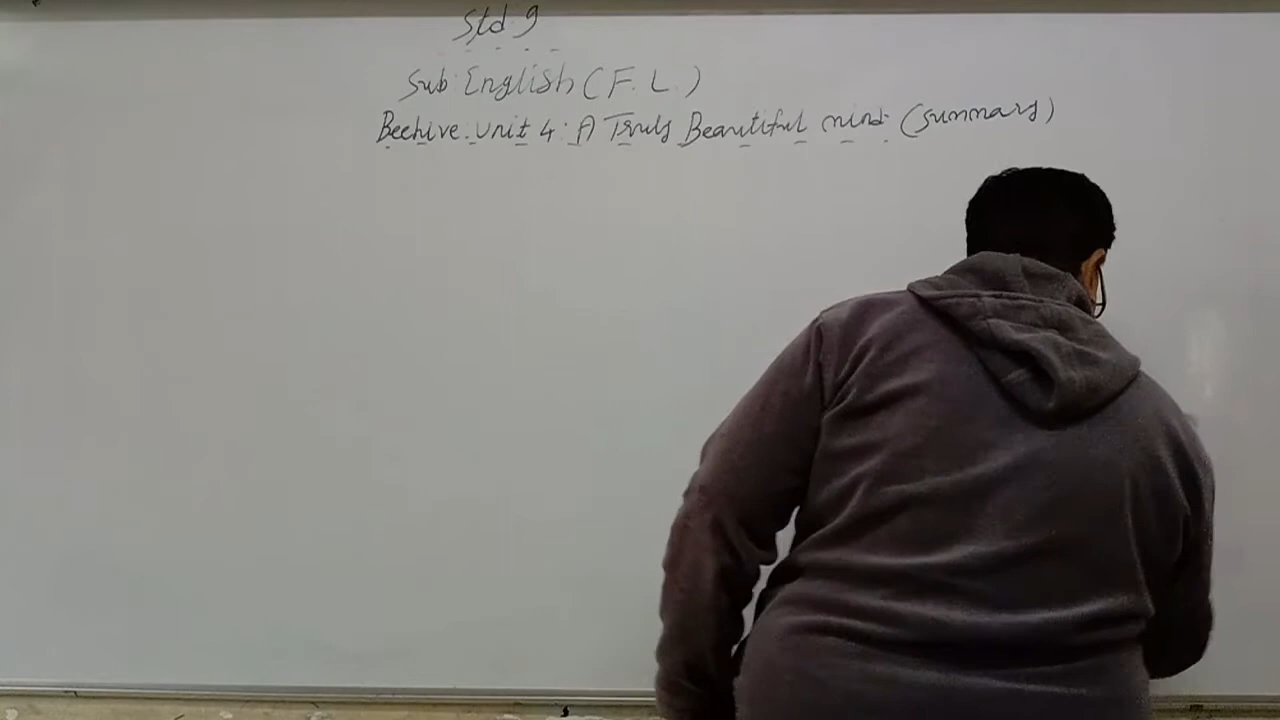 Std 9
Sub: English (F. L.)
Beehive. Unit 4: A Truly Beautiful mind (summary)